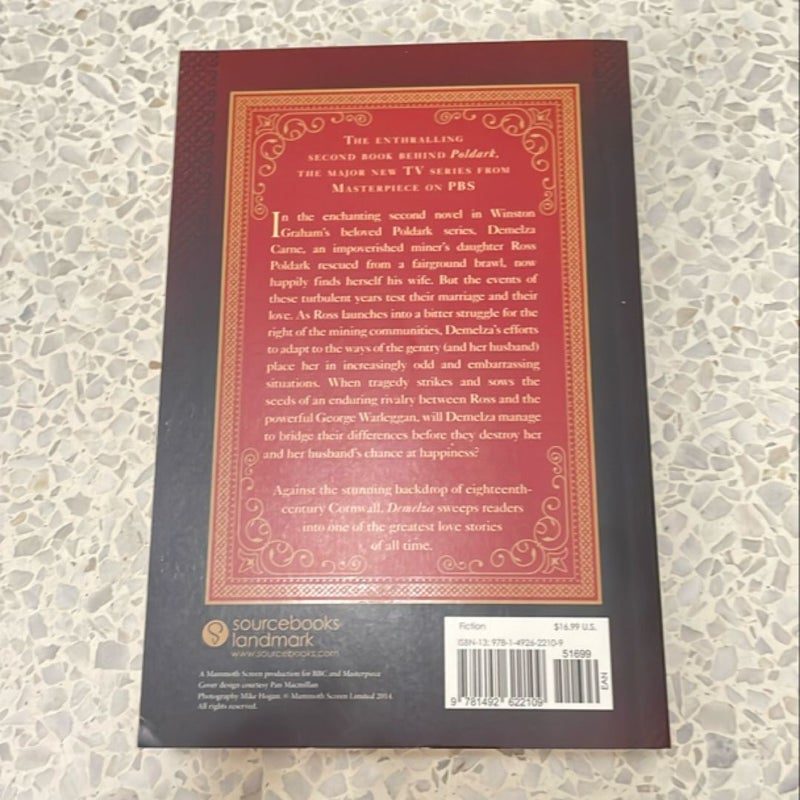 THE ENTHRALLING
SECOND BOOK BEHIND Poldark,
THE MAJOR NEW TV SERIES FROM
MASTERPIECE ON PBS
In the enchanting second novel in Winston
Graham's beloved Poldark series, Demelza
Carne, an impoverished miner's daughter Ross
Poldark rescued from a fairground brawl, now
happily finds herself his wife. But the events of
these turbulent years test their marriage and their
love. As Ross launches into a bitter struggle for the
right of the mining communities, Demelza's efforts
to adapt to the ways of the gentry (and her husband)
place her in increasingly odd and embarrassing
situations. When tragedy strikes and sows the
seeds of an enduring rivalry between Ross and the
powerful George Warleggan, will Demelza manage
to bridge their differences before they destroy her
and her husband's chance at happiness?
Against the stunning backdrop of eighteenth-
century Cornwall, Demelza sweeps readers
into one of the greatest love stories
of all time.
sourcebooks
landmark
www.sourcebooks.com
A Mammoth Screen production for BBC and Masterpiece
Cover design courtesy Pan Macmillan
Photography Mike Hogan © Mammoth Screen Limited 2014.
All rights reserved.
Fiction $16.99 U.S.
ISBN-13: 978-1-4926-2210-9
51699
EAN
9 781492 622109